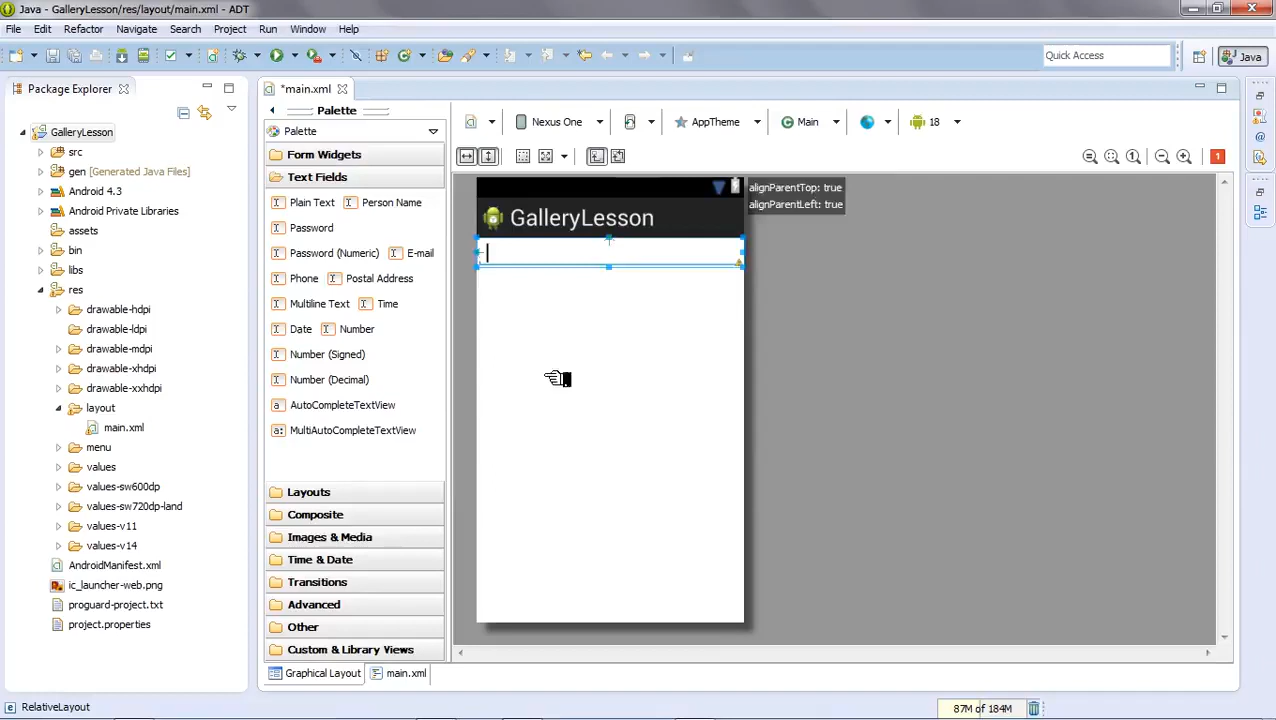 Java - GalleryLesson/res/layout/main.xml - ADT
File Edit Refactor Navigate Search Project Run Window Help
Quick Access
Java
Package Explorer
*main.xml
GalleryLesson
src
gen [Generated Java Files]
Android 4.3
Android Private Libraries
assets
bin
libs
res
drawable-hdpi
drawable-ldpi
drawable-mdpi
drawable-xhdpi
drawable-xxhdpi
layout
main.xml
menu
values
values-sw600dp
values-sw720dp-land
values-v11
values-v14
AndroidManifest.xml
ic_launcher-web.png
proguard-project.txt
project.properties
Palette
Palette
Form Widgets
Text Fields
Plain Text Person Name
Password
Password (Numeric) E-mail
Phone Postal Address
Multiline Text Time
Date Number
Number (Signed)
Number (Decimal)
AutoCompleteTextView
MultiAutoCompleteTextView
Layouts
Composite
Images & Media
Time & Date
Transitions
Advanced
Other
Custom & Library Views
Graphical Layout main.xml
Nexus One AppTheme Main 18
1
GalleryLesson
alignParentTop: true
alignParentLeft: true
RelativeLayout
87M of 184M